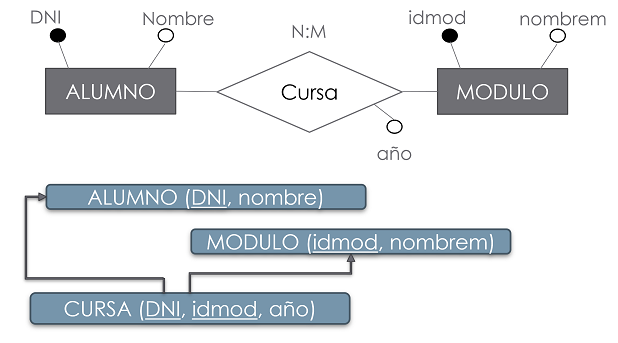 DNI Nombre N:M idmod nombrem
ALUMNO Cursa MODULO
año
ALUMNO (DNI, nombre)
MODULO (idmod, nombrem)
CURSA (DNI, idmod, año)